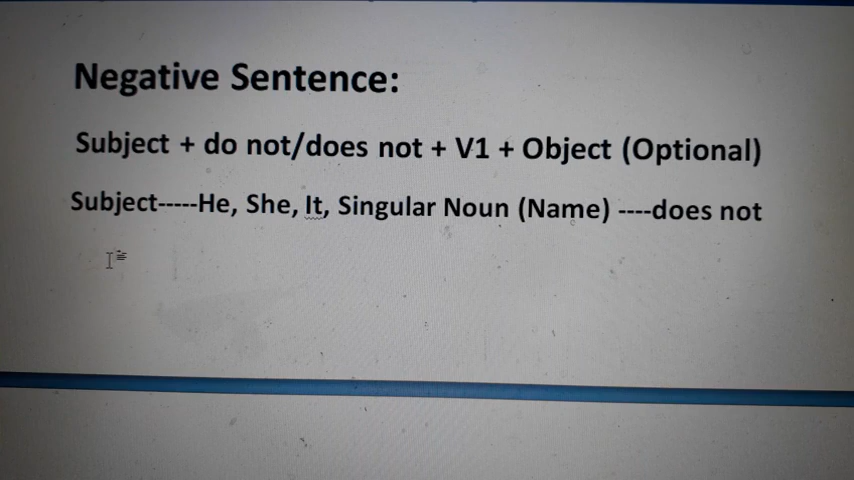 Negative Sentence:
Subject + do not/does not + V1 + Object (Optional)
Subject-----He, She, It, Singular Noun (Name) ----does not